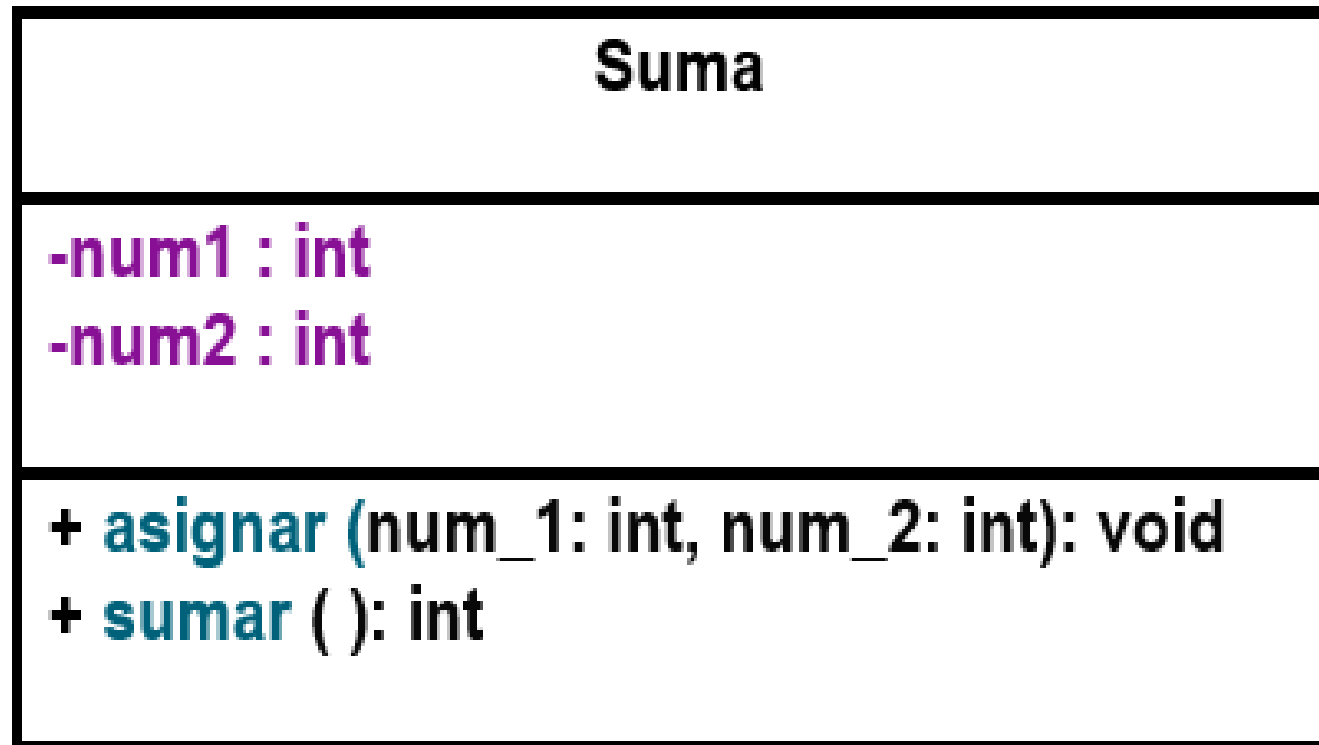 Suma
-num1 : int
-num2 : int
+ asignar (num_1: int, num_2: int): void
+ sumar ( ): int